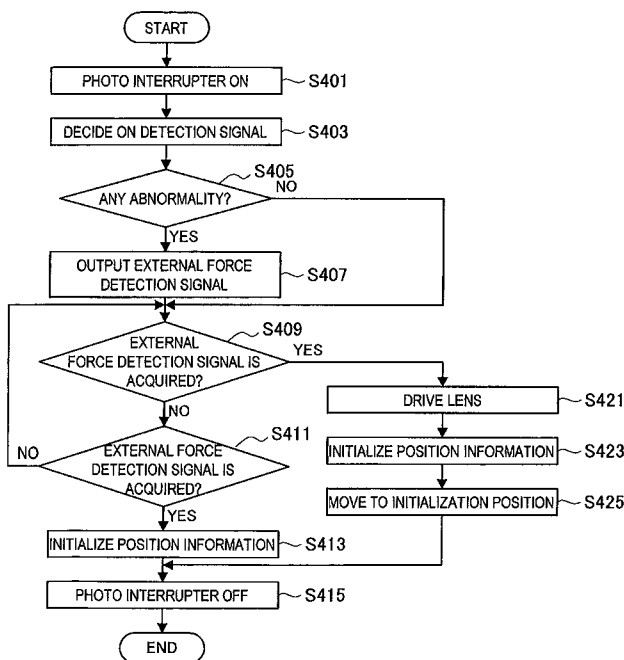 START
PHOTO INTERRUPTER ON
S401
DECIDE ON DETECTION SIGNAL
S403
S405
ANY ABNORMALITY?
NO
YES
OUTPUT EXTERNAL FORCE
DETECTION SIGNAL
S407
S409
EXTERNAL
FORCE DETECTION SIGNAL IS
ACQUIRED?
YES
NO
DRIVE LENS
S421
S411
EXTERNAL FORCE
DETECTION SIGNAL IS
ACQUIRED?
NO
YES
INITIALIZE POSITION INFORMATION
S423
MOVE TO INITIALIZATION POSITION
S425
INITIALIZE POSITION INFORMATION
S413
PHOTO INTERRUPTER OFF
S415
END